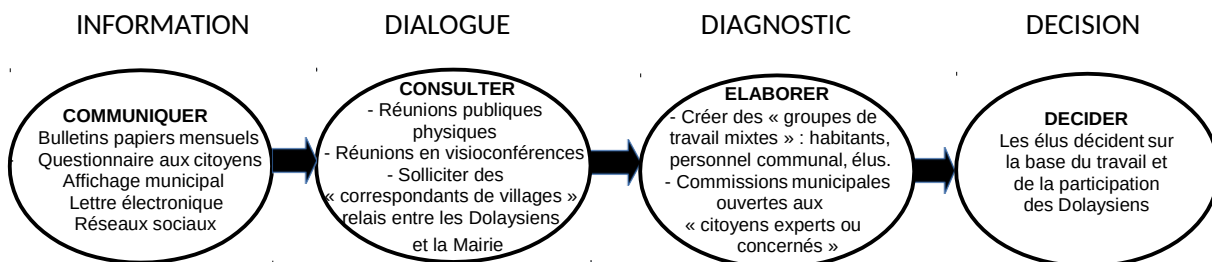 INFORMATION
DIALOGUE
DIAGNOSTIC
DECISION
COMMUNIQUER
Bulletins papiers mensuels
Questionnaire aux citoyens
Affichage municipal
Lettre électronique
Réseaux sociaux
CONSULTER
- Réunions publiques
physiques
- Réunions en visioconférences
- Solliciter des
« correspondants de villages »
relais entre les Dolaysiens
et la Mairie
ELABORER
- Créer des « groupes de
travail mixtes » : habitants,
personnel communal, élus.
- Commissions municipales
ouvertes aux
« citoyens experts ou
concernés »
DECIDER
Les élus décident sur
la base du travail et
de la participation
des Dolaysiens